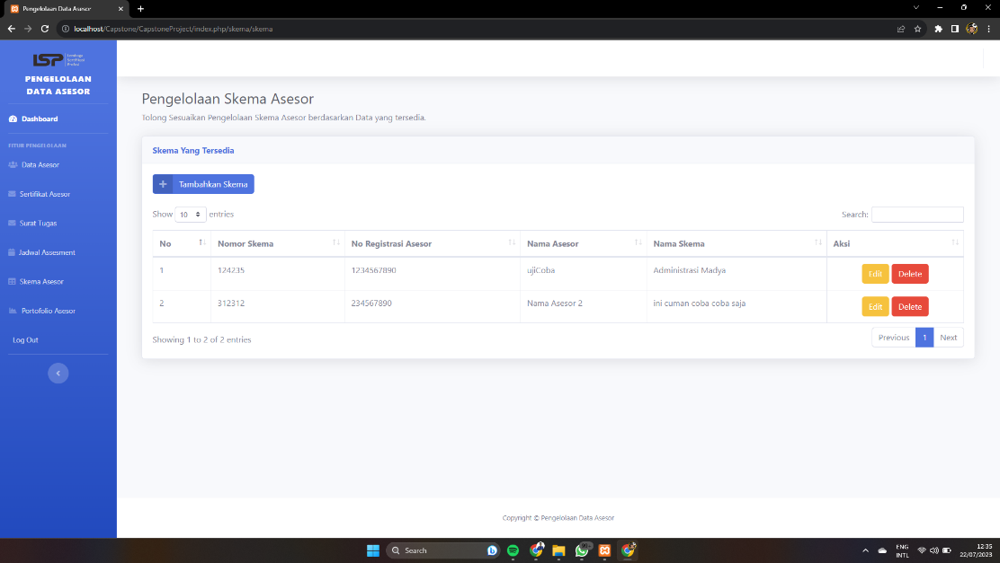 Pengelolaan Data Asesor
localhost/Capstone/CapstoneProject/index.php/skema/skema
LSP Lembaga Sertifikasi Profesi
PENGELOLAAN
DATA ASESOR
Dashboard
FITUR PENGELOLAAN
Data Asesor
Sertifikat Asesor
Surat Tugas
Jadwal Assesment
Skema Asesor
Portofolio Asesor
Log Out
Pengelolaan Skema Asesor
Tolong Sesuaikan Pengelolaan Skema Asesor berdasarkan Data yang tersedia.
Skema Yang Tersedia
+ Tambahkan Skema
Show 10 entries
Search:
No Nomor Skema No Registrasi Asesor Nama Asesor Nama Skema Aksi
1 124235 1234567890 ujiCoba Administrasi Madya Edit Delete
2 312312 234567890 Nama Asesor 2 ini cuman coba coba saja Edit Delete
Showing 1 to 2 of 2 entries
Previous 1 Next
Copyright © Pengelolaan Data Asesor
Search
99+
ENG
INTL
12:35
22/07/2023